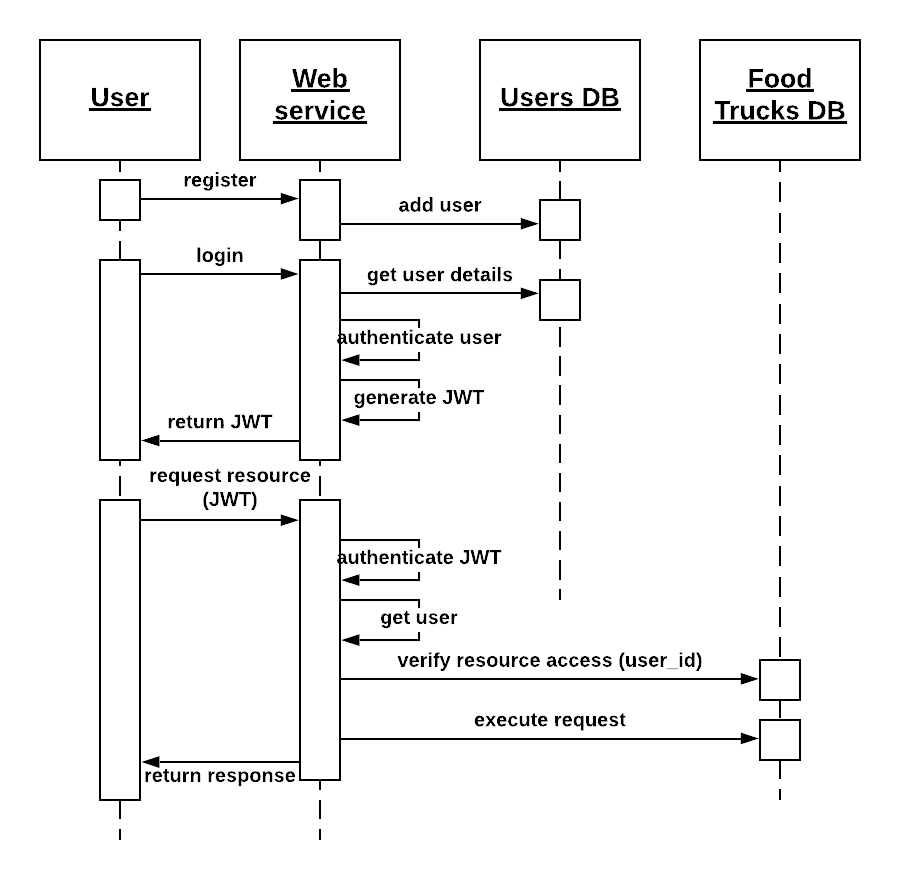 User
Web
service
Users DB
Food
Trucks DB
register
add user
login
get user details
authenticate user
generate JWT
return JWT
request resource
(JWT)
authenticate JWT
get user
verify resource access (user_id)
execute request
return response